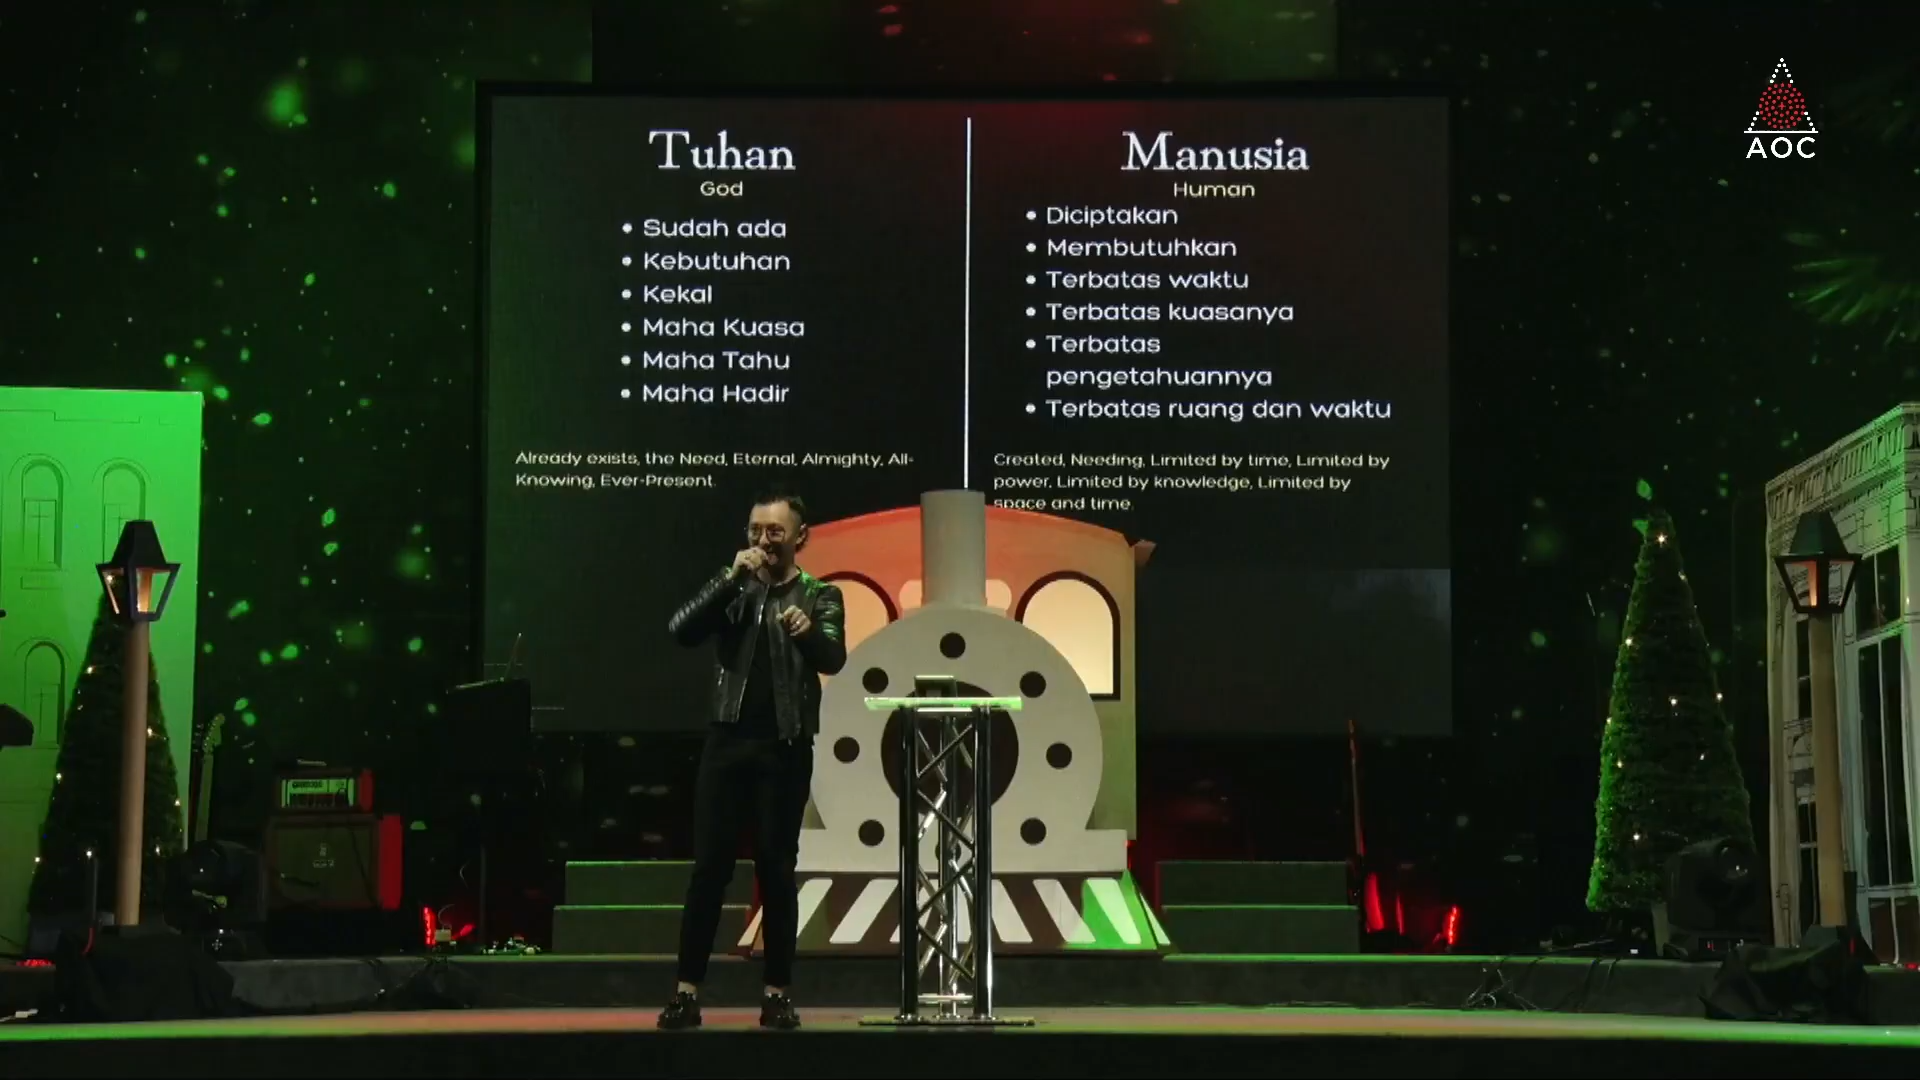 AOC
Tuhan
God
• Sudah ada
• Kebutuhan
• Kekal
• Maha Kuasa
• Maha Tahu
• Maha Hadir
Already exists, the Need, Eternal, Almighty, All-
Knowing, Ever-Present.
Manusia
Human
• Diciptakan
• Membutuhkan
• Terbatas waktu
• Terbatas kuasanya
• Terbatas
pengetahuannya
• Terbatas ruang dan waktu
Created, Needing, Limited by time, Limited by
power, Limited by knowledge, Limited by
space and time.